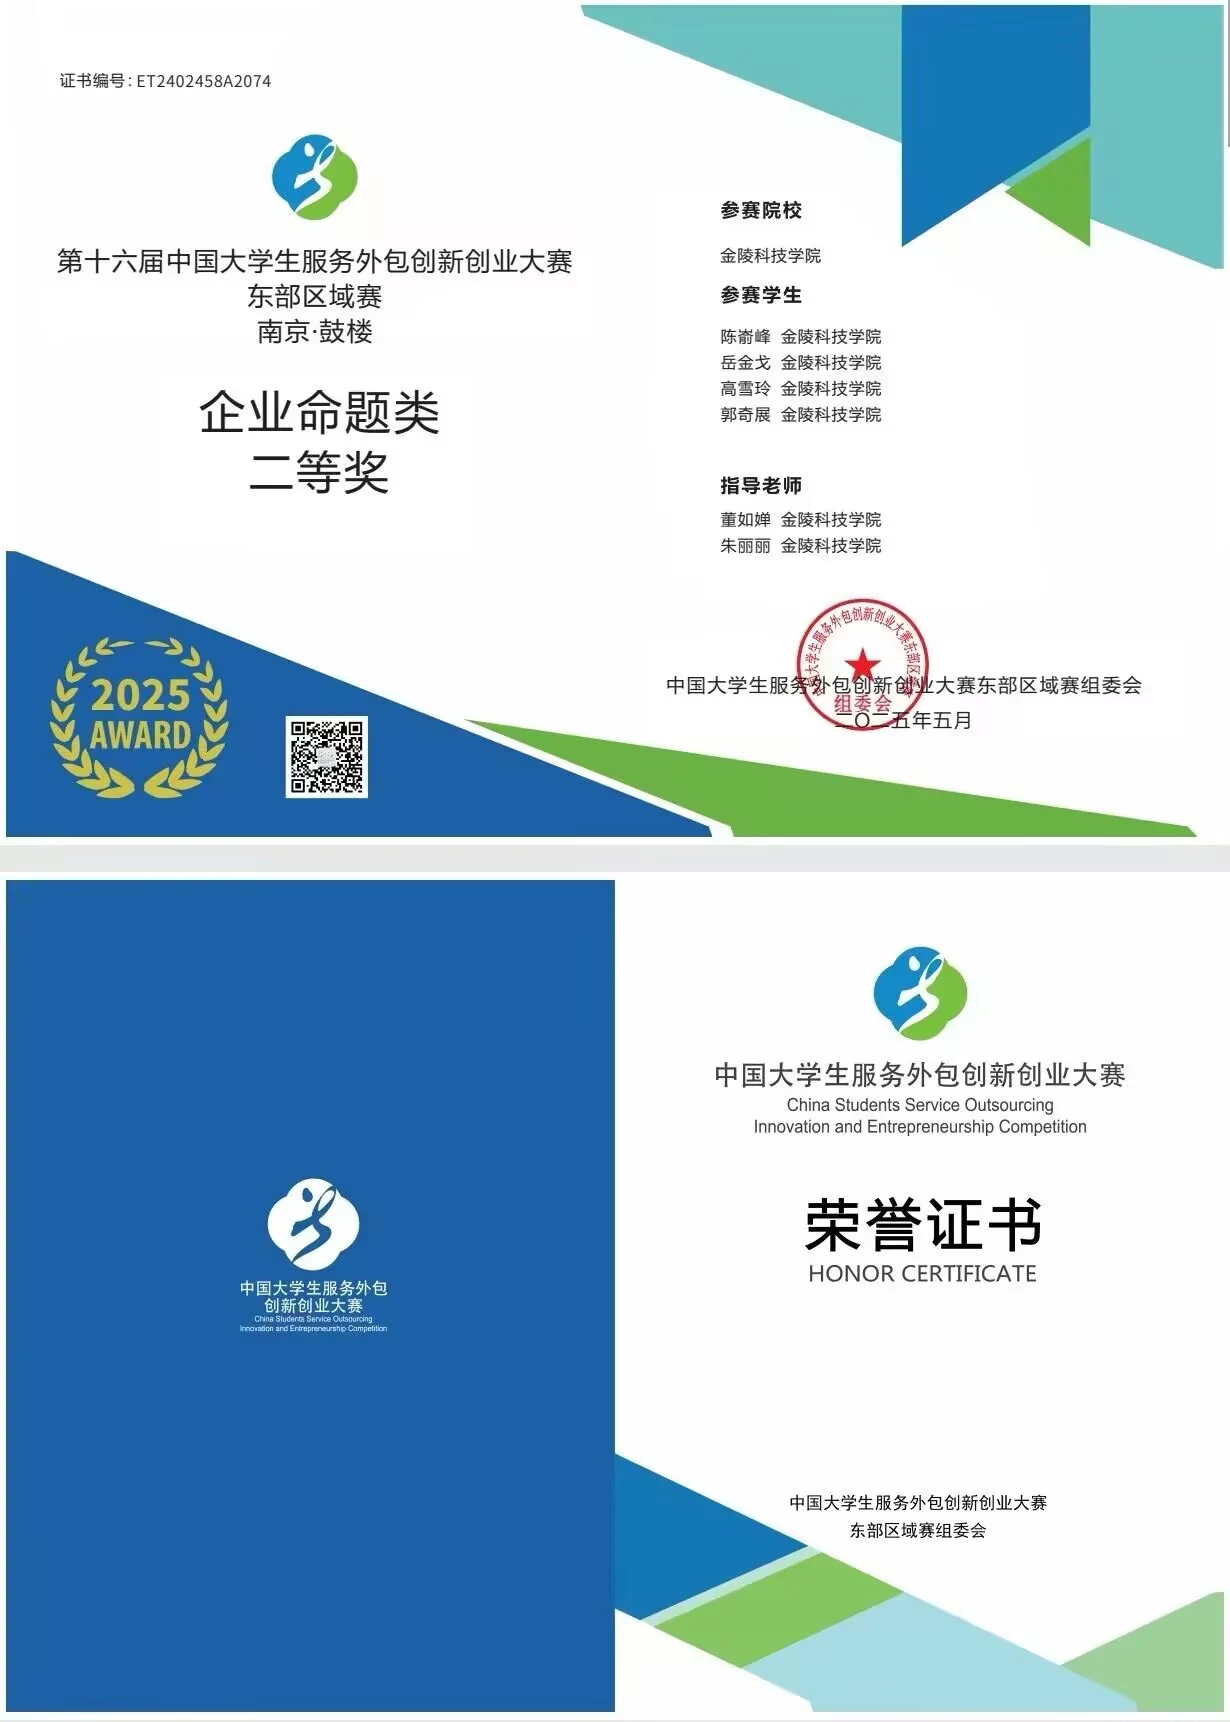 证书编号：ET2402458A2074
第十六届中国大学生服务外包创新创业大赛
东部区域赛
南京·鼓楼
企业命题类
二等奖
2025
AWARD
参赛院校
金陵科技学院
参赛学生
陈嵛峰 金陵科技学院
岳金戈 金陵科技学院
高雪玲 金陵科技学院
郭奇展 金陵科技学院
指导老师
董如婵 金陵科技学院
朱丽丽 金陵科技学院
中国大学生服务外包创新创业大赛东部区域赛组委会
组委会
二〇二五年五月
中国大学生服务外包
创新创业大赛
China Students Service Outsourcing
Innovation and Entrepreneurship Competition
中国大学生服务外包创新创业大赛
China Students Service Outsourcing
Innovation and Entrepreneurship Competition
荣誉证书
HONOR CERTIFICATE
中国大学生服务外包创新创业大赛
东部区域赛组委会